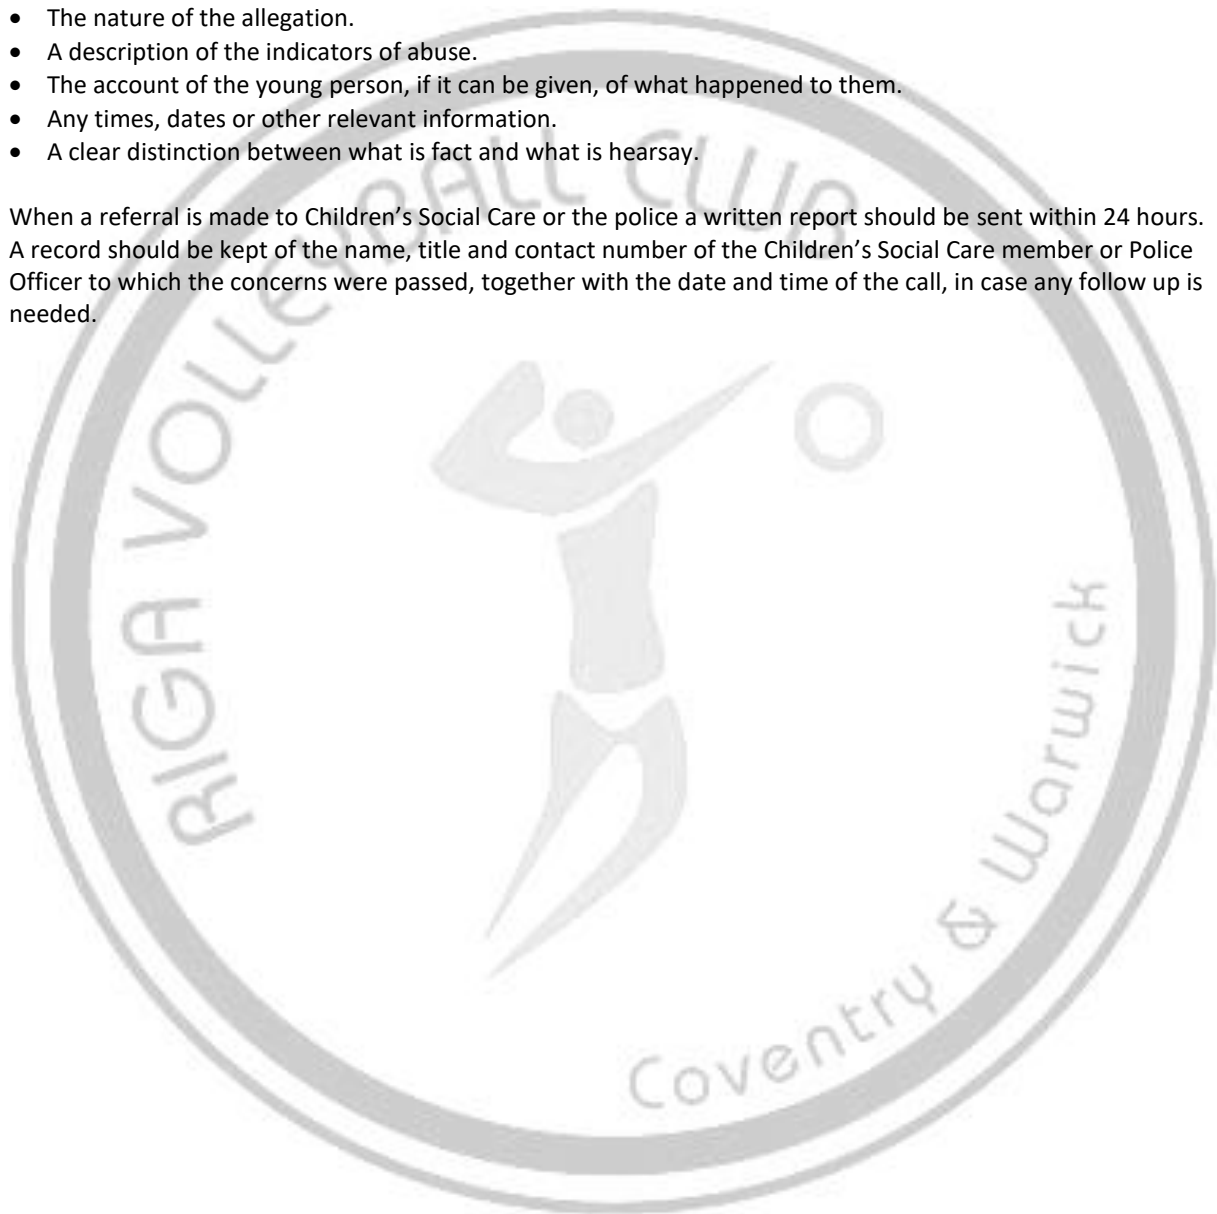 • The nature of the allegation.
• A description of the indicators of abuse.
• The account of the young person, if it can be given, of what happened to them.
• Any times, dates or other relevant information.
• A clear distinction between what is fact and what is hearsay.
When a referral is made to Children’s Social Care or the police a written report should be sent within 24 hours.
A record should be kept of the name, title and contact number of the Children’s Social Care member or Police
Officer to which the concerns were passed, together with the date and time of the call, in case any follow up is
needed.
RIGA VOLLEYBALL CLUB
Coventry & Warwick